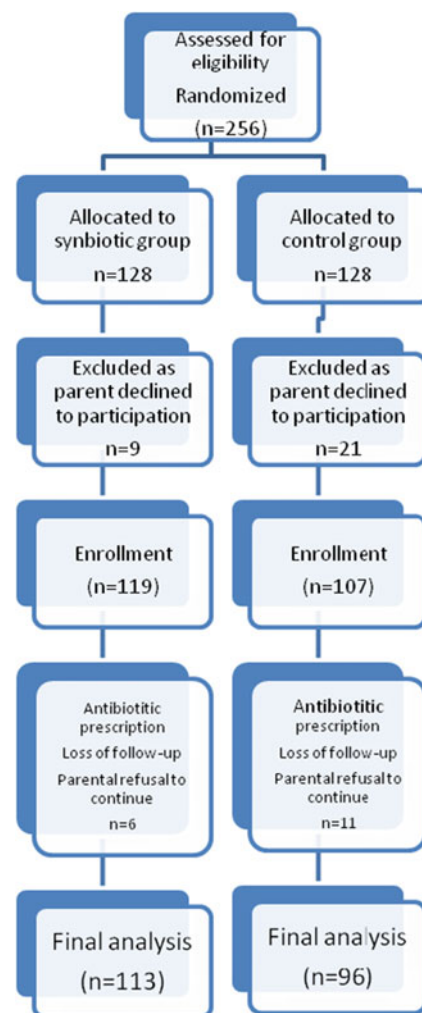 Assessed for
eligibility
Randomized
(n=256)
Allocated to
synbiotic group
n=128
Allocated to
control group
n=128
Excluded as
parent declined
to participation
n=9
Excluded as
parent declined
to participation
n=21
Enrollment
(n=119)
Enrollment
(n=107)
Antibiotitic
prescription
Loss of follow-up
Parental refusal to
continue
n=6
Antibiotitic
prescription
Loss of follow-up
Parental refusal to
continue
n=11
Final analysis
(n=113)
Final analysis
(n=96)